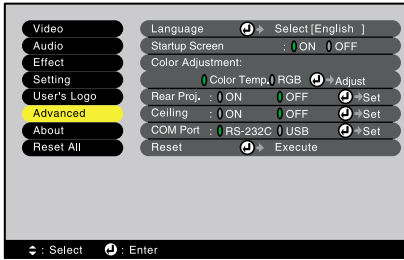 Video
Audio
Effect
Setting
User's Logo
Advanced
About
Reset All
Language Select [English ]
Startup Screen : ON OFF
Color Adjustment:
Color Temp. RGB Adjust
Rear Proj. : ON OFF Set
Ceiling : ON OFF Set
COM Port : RS-232C USB Set
Reset Execute
: Select : Enter